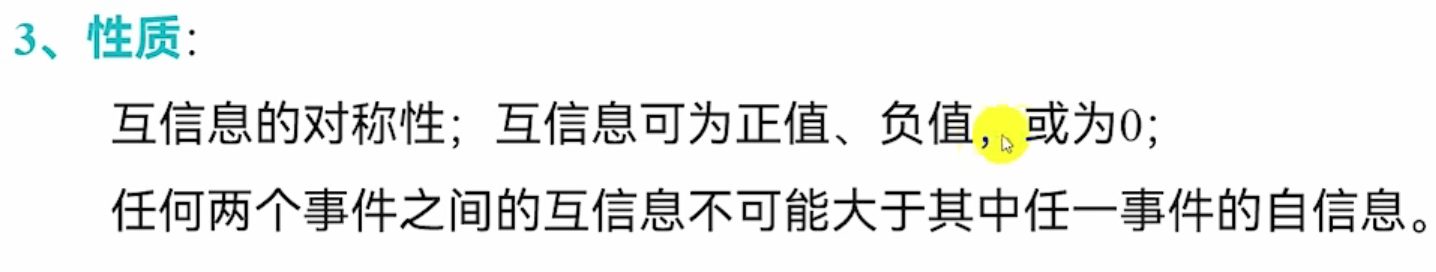 3、性质:
互信息的对称性；互信息可为正值、负值，或为0；
任何两个事件之间的互信息不可能大于其中任一事件的自信息。